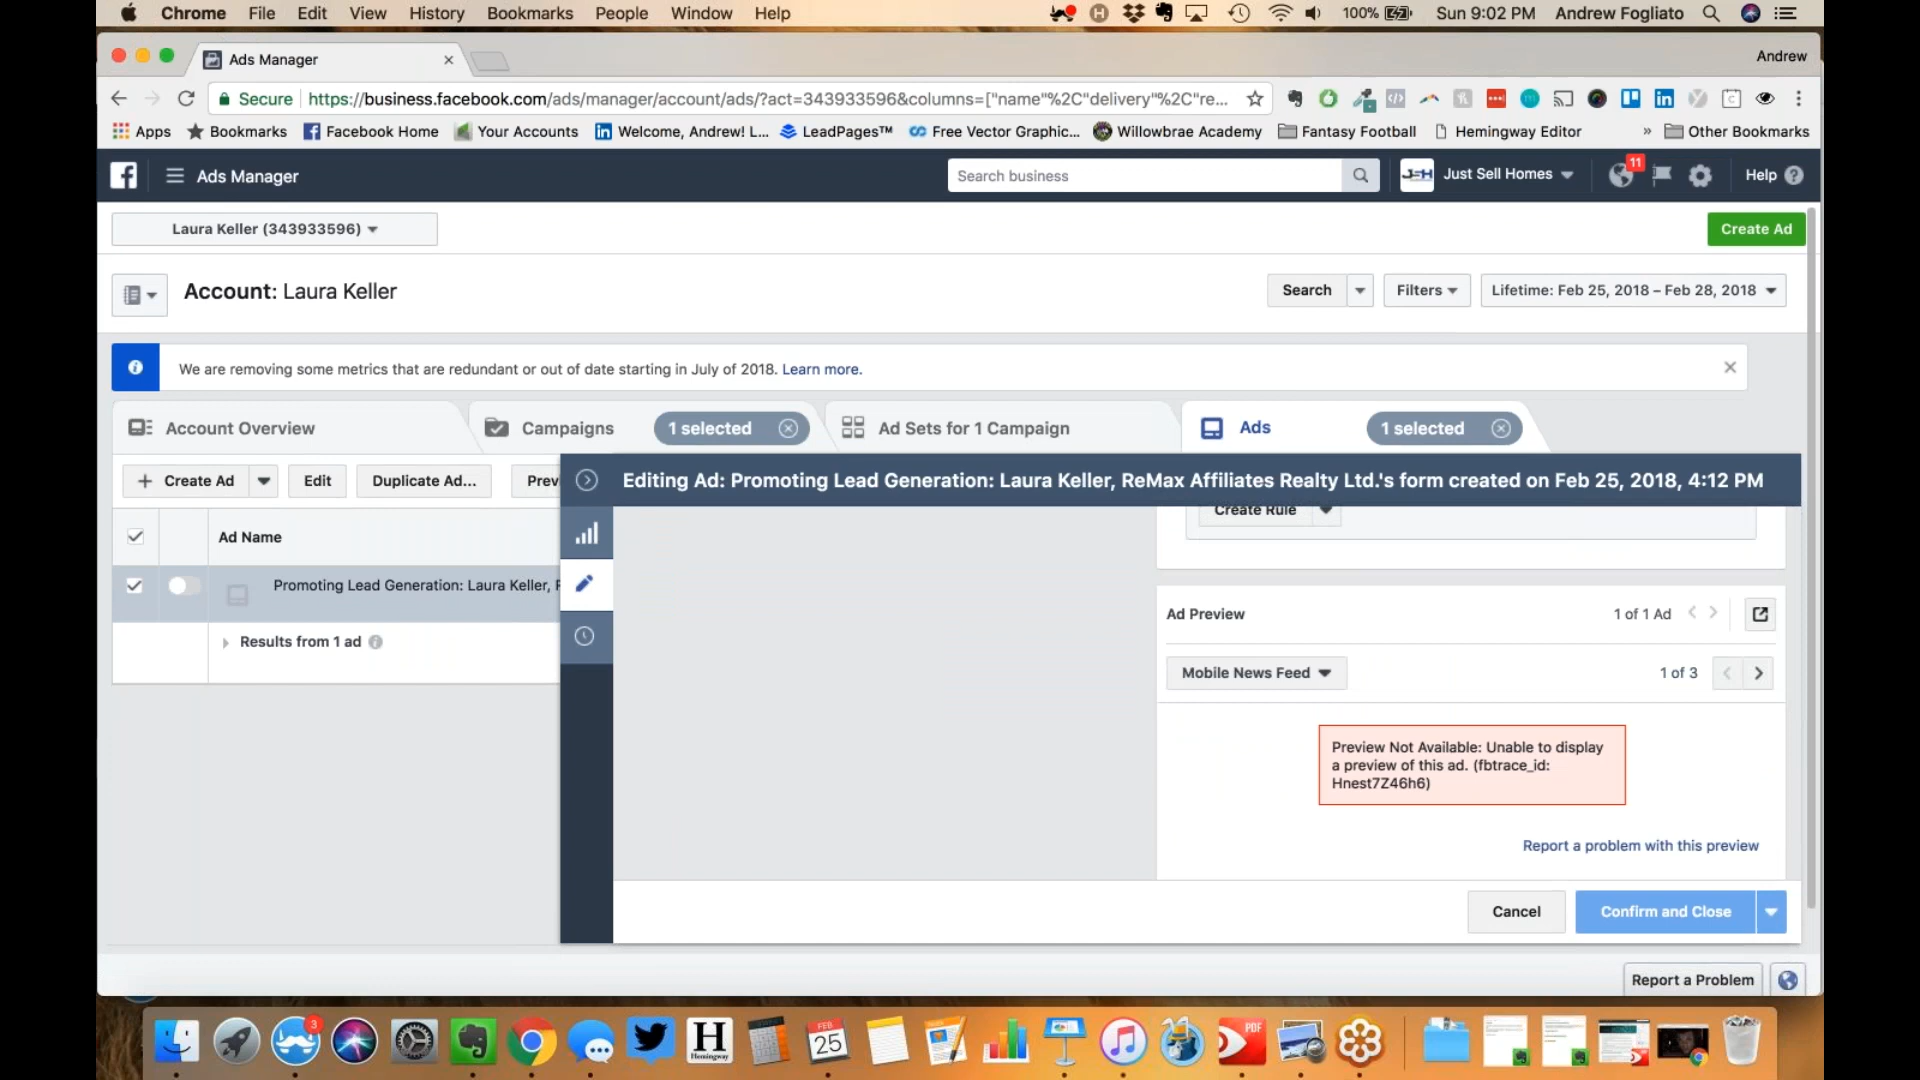 Chrome File Edit View History Bookmarks People Window Help 100% Sun 9:02 PM Andrew Fogliato
Ads Manager Andrew
Secure https://business.facebook.com/ads/manager/account/ads/?act=343933596&columns=["name"%2C"delivery"%2C"re...
Apps Bookmarks Facebook Home Your Accounts Welcome, Andrew! L... LeadPages™ Free Vector Graphic... Willowbrae Academy Fantasy Football Hemingway Editor » Other Bookmarks
Ads Manager Search business JSH Just Sell Homes 11 Help
Laura Keller (343933596) Create Ad
Account: Laura Keller Search Filters Lifetime: Feb 25, 2018 – Feb 28, 2018
We are removing some metrics that are redundant or out of date starting in July of 2018. Learn more.
Account Overview Campaigns 1 selected Ad Sets for 1 Campaign Ads 1 selected
+ Create Ad Edit Duplicate Ad... Prev
Editing Ad: Promoting Lead Generation: Laura Keller, ReMax Affiliates Realty Ltd.'s form created on Feb 25, 2018, 4:12 PM
Create Rule
Ad Name
Promoting Lead Generation: Laura Keller, F
Results from 1 ad
Ad Preview 1 of 1 Ad
Mobile News Feed 1 of 3
Preview Not Available: Unable to display
a preview of this ad. (fbtrace_id:
Hnest7Z46h6)
Report a problem with this preview
Cancel Confirm and Close
Report a Problem
3
H
Hemingway
FEB
25
PDF